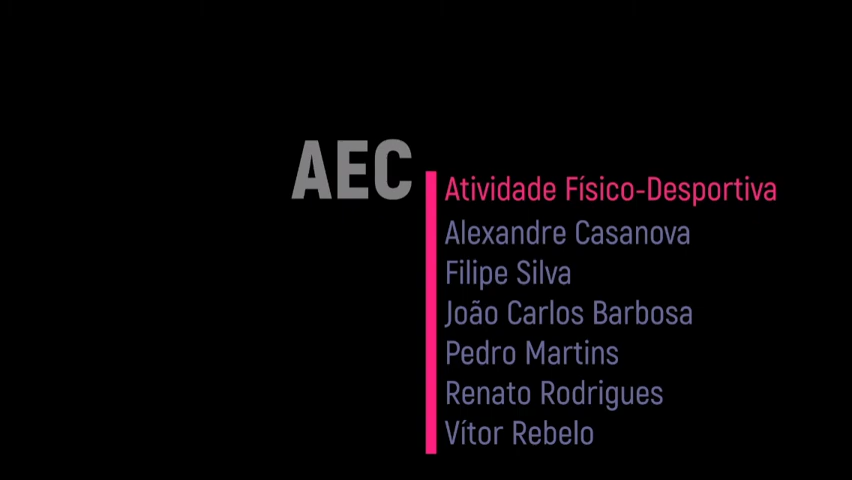 AEC
Atividade Físico-Desportiva
Alexandre Casanova
Filipe Silva
João Carlos Barbosa
Pedro Martins
Renato Rodrigues
Vítor Rebelo